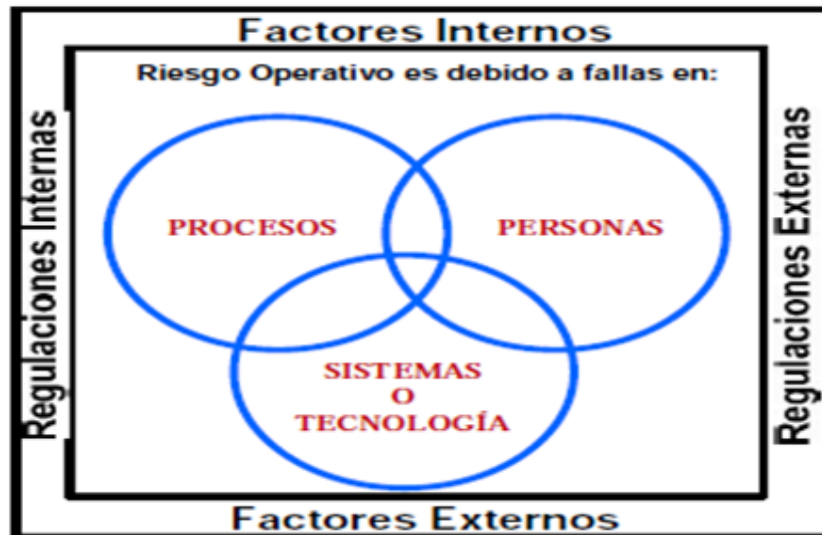 Factores Internos
Riesgo Operativo es debido a fallas en:
Regulaciones Internas
PROCESOS
PERSONAS
Regulaciones Externas
SISTEMAS
O
TECNOLOGÍA
Factores Externos